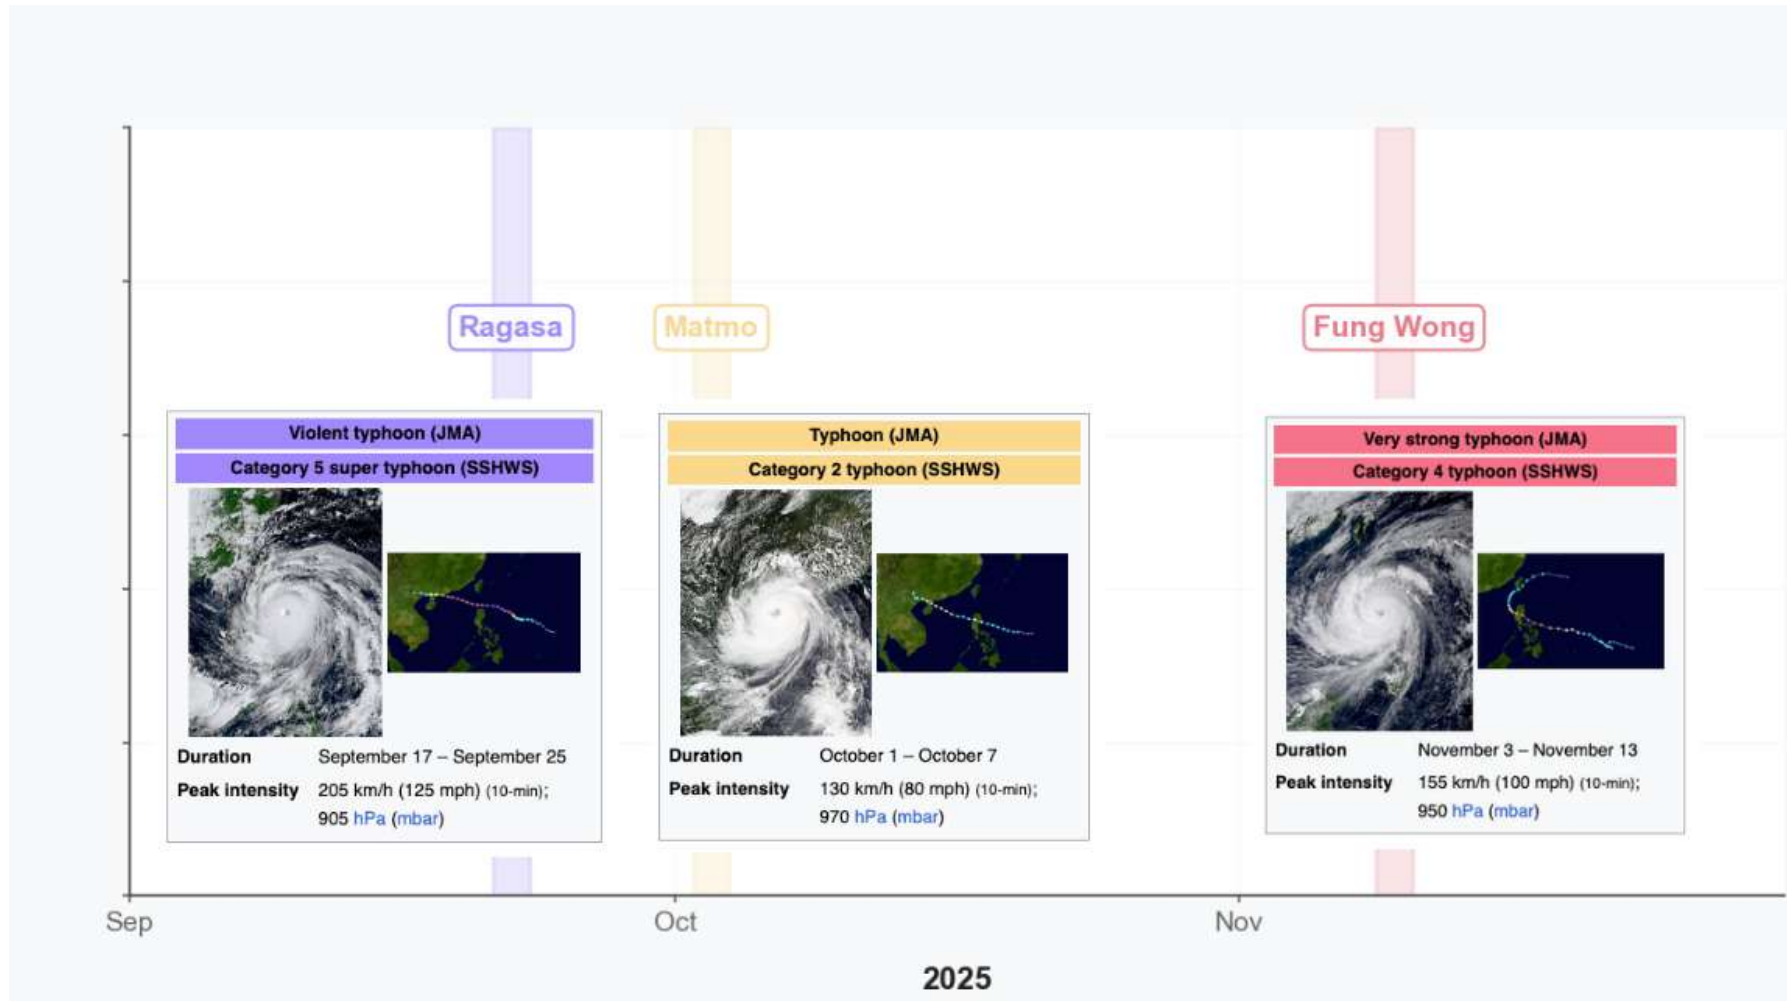 Ragasa
Matmo
Fung Wong
Violent typhoon (JMA)
Category 5 super typhoon (SSHWS)
Duration September 17 – September 25
Peak intensity 205 km/h (125 mph) (10-min);
905 hPa (mbar)
Typhoon (JMA)
Category 2 typhoon (SSHWS)
Duration October 1 – October 7
Peak intensity 130 km/h (80 mph) (10-min);
970 hPa (mbar)
Very strong typhoon (JMA)
Category 4 typhoon (SSHWS)
Duration November 3 – November 13
Peak intensity 155 km/h (100 mph) (10-min);
950 hPa (mbar)
Sep
Oct
Nov
2025